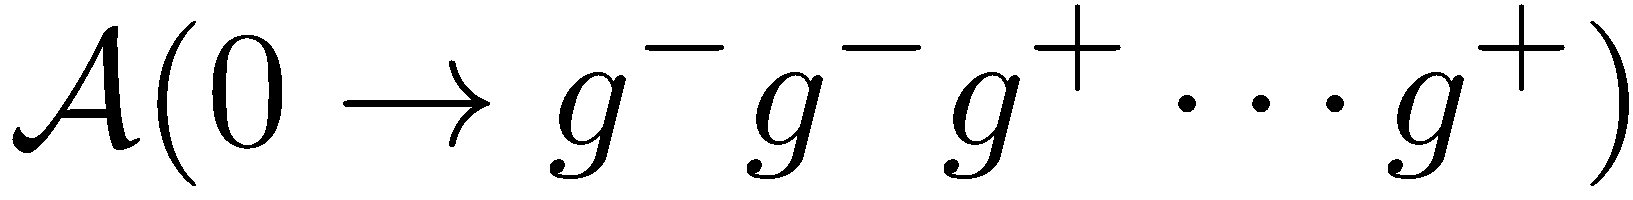 𝒜(0 → g⁻g⁻g⁺ ⋯ g⁺)